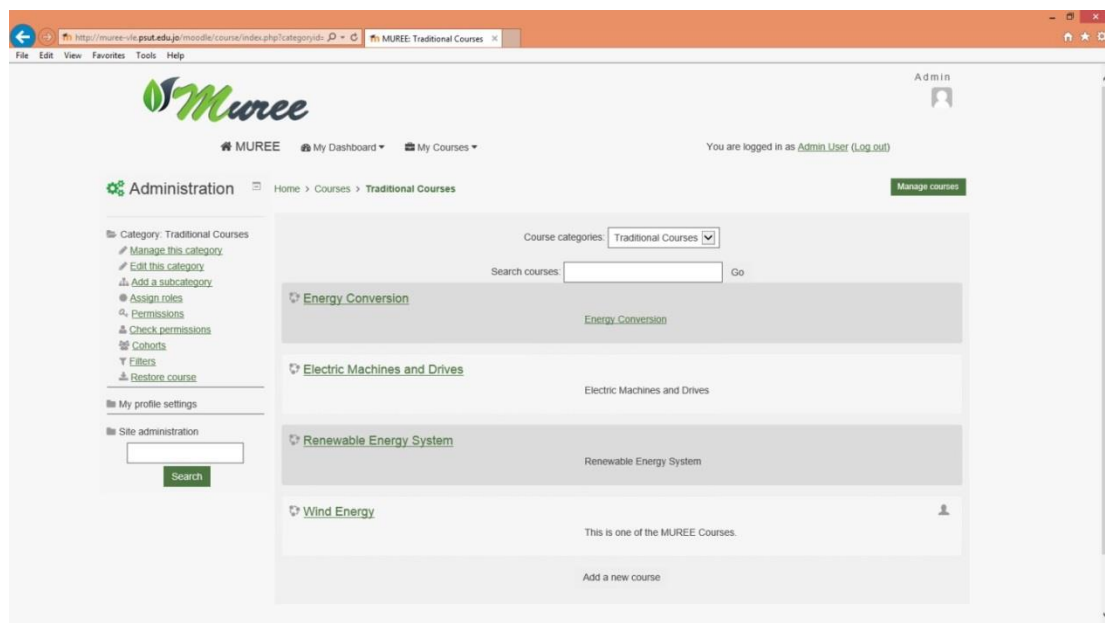 http://muree-vle.psut.edu.jo/moodle/course/index.php?categoryid=
MUREE: Traditional Courses
File Edit View Favorites Tools Help
Muree
Admin
MUREE My Dashboard My Courses
You are logged in as Admin User (Log out)
Administration
Home > Courses > Traditional Courses
Manage courses
Category: Traditional Courses
Manage this category
Edit this category
Add a subcategory
Assign roles
Permissions
Check permissions
Cohorts
Filters
Restore course
My profile settings
Site administration
Search
Course categories: Traditional Courses
Search courses: Go
Energy Conversion
Energy Conversion
Electric Machines and Drives
Electric Machines and Drives
Renewable Energy System
Renewable Energy System
Wind Energy
This is one of the MUREE Courses.
Add a new course